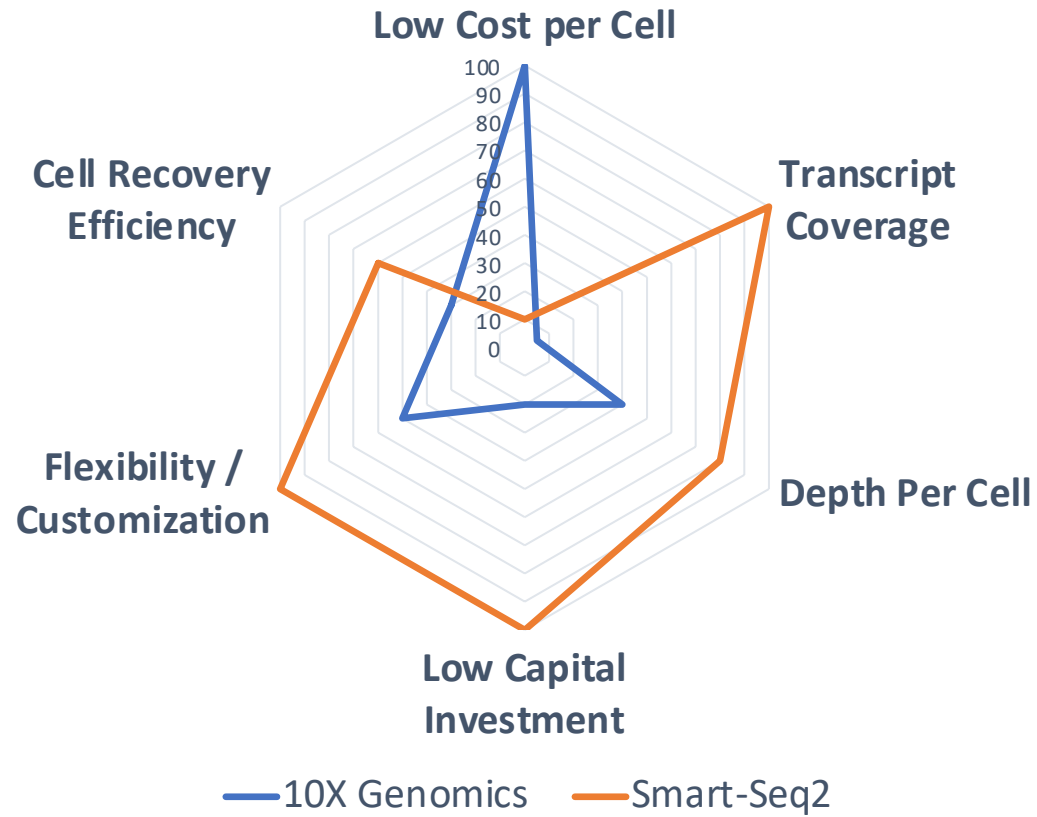 Low Cost per Cell
100
90
80
70
60
50
40
30
20
10
0
Cell Recovery
Efficiency
Transcript
Coverage
Flexibility /
Customization
Depth Per Cell
Low Capital
Investment
10X Genomics
Smart-Seq2